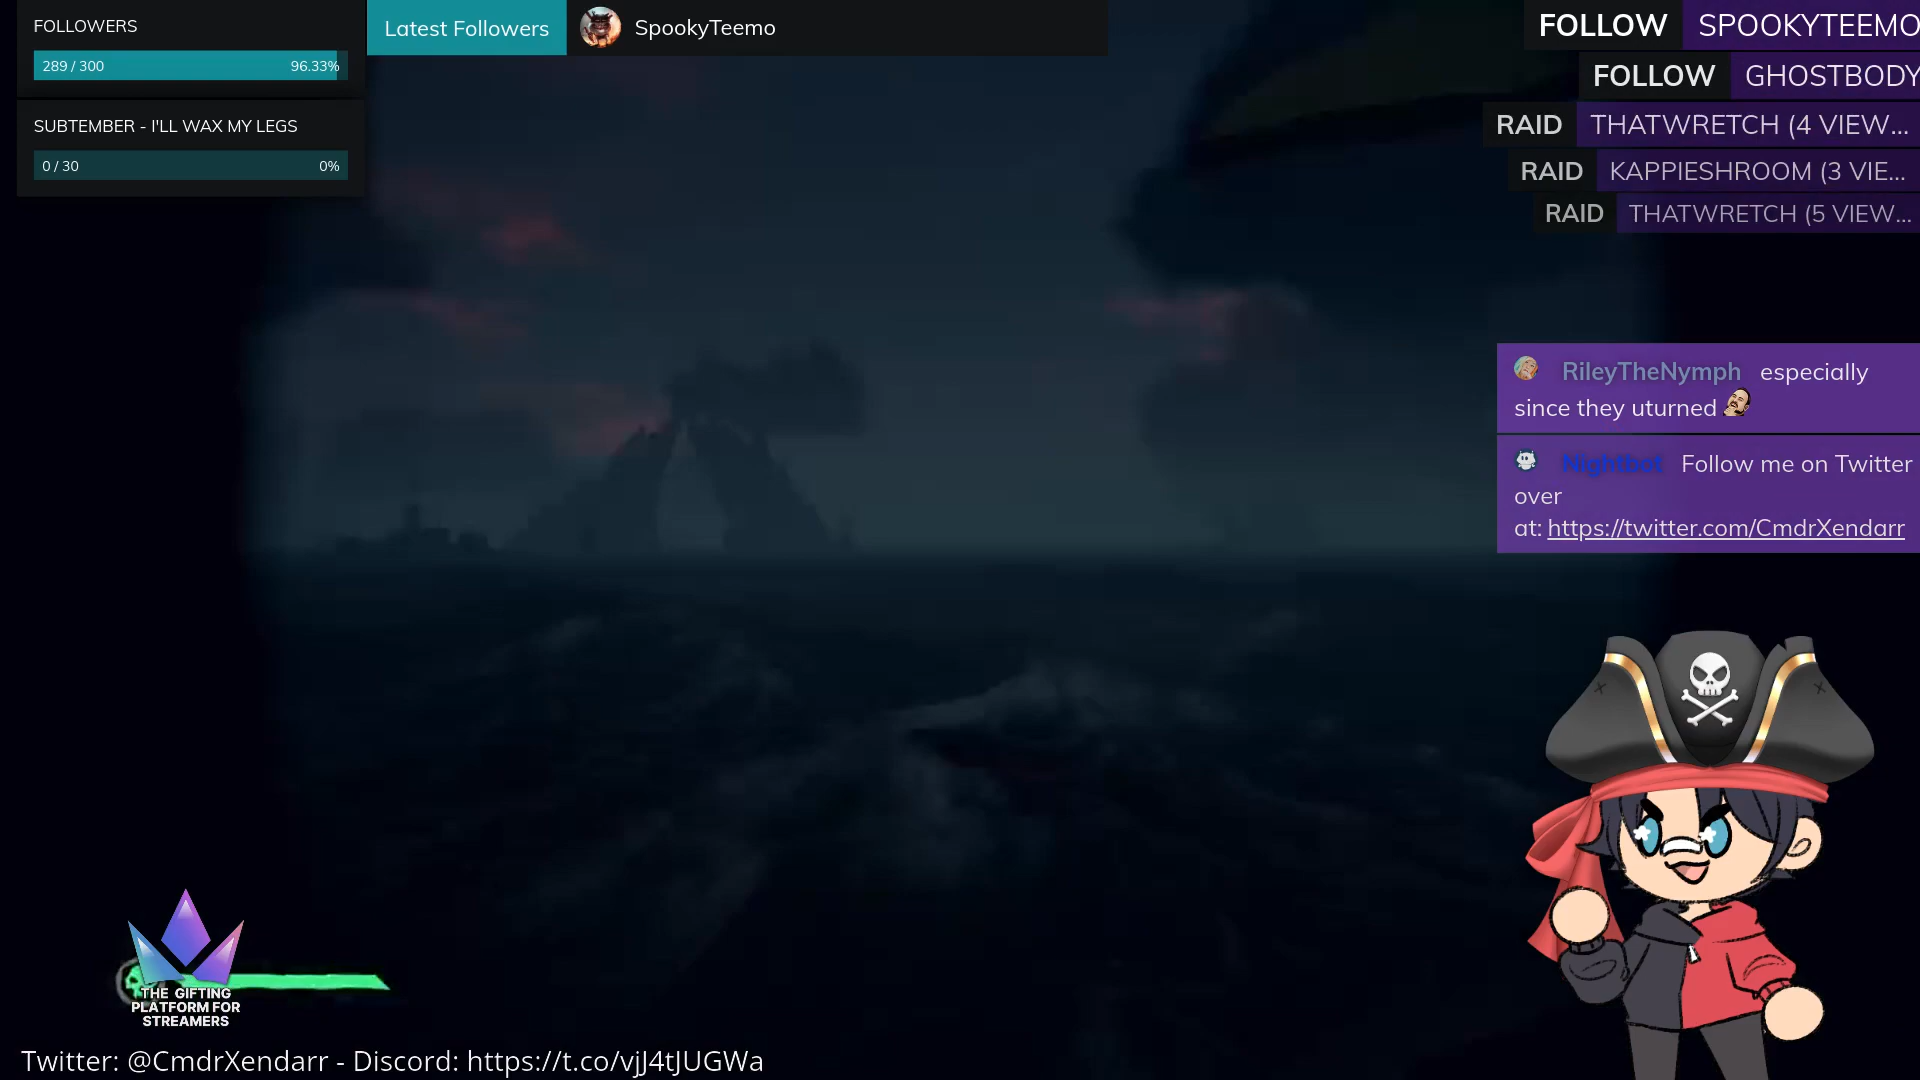 FOLLOWERS
289 / 300 96.33%
SUBTEMBER - I'LL WAX MY LEGS
0 / 30 0%
Latest Followers SpookyTeemo
FOLLOW SPOOKYTEEMO
FOLLOW GHOSTBODY
RAID THATWRETCH (4 VIEW...
RAID KAPPIESHROOM (3 VIE...
RAID THATWRETCH (5 VIEW...
RileyTheNymph especially
since they uturned
Nightbot Follow me on Twitter
over
at: https://twitter.com/CmdrXendarr
THE GIFTING
PLATFORM FOR
STREAMERS
Twitter: @CmdrXendarr - Discord: https://t.co/vjJ4tJUGWa